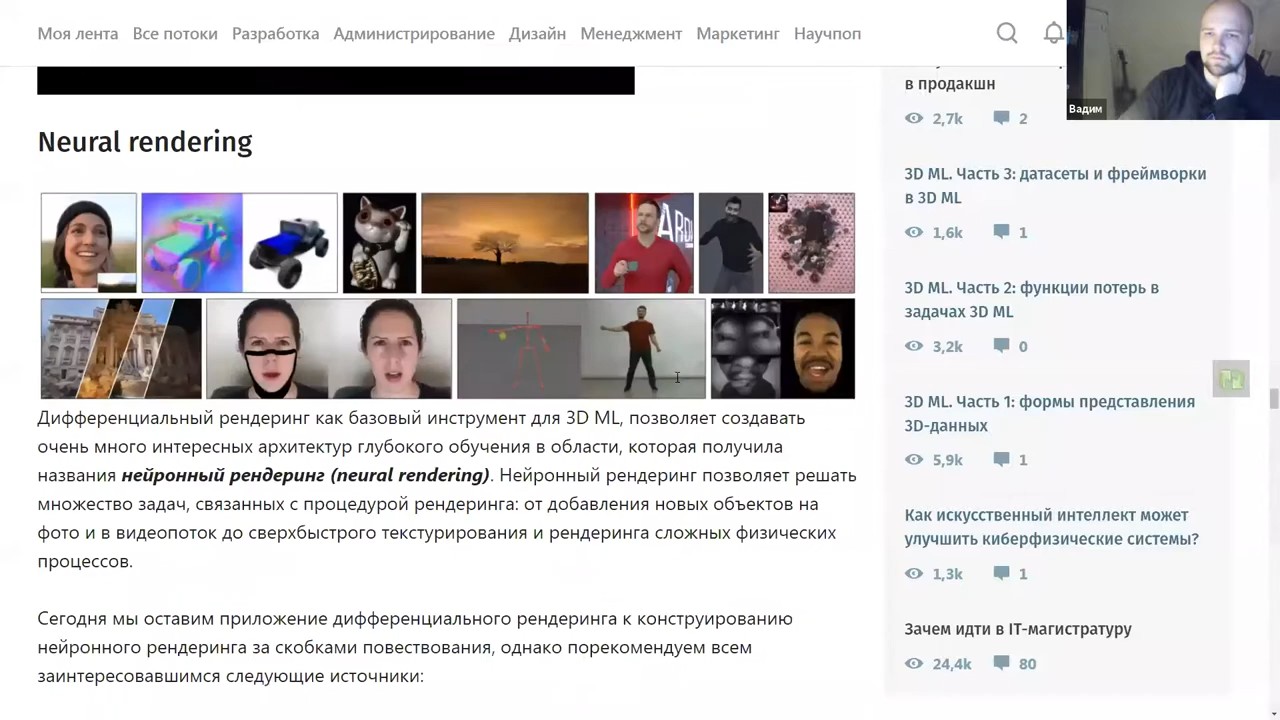 Моя лента Все потоки Разработка Администрирование Дизайн Менеджмент Маркетинг Научпоп
Вадим
Neural rendering
Дифференциальный рендеринг как базовый инструмент для 3D ML, позволяет создавать
очень много интересных архитектур глубокого обучения в области, которая получила
названия нейронный рендеринг (neural rendering). Нейронный рендеринг позволяет решать
множество задач, связанных с процедурой рендеринга: от добавления новых объектов на
фото и в видеопоток до сверхбыстрого текстурирования и рендеринга сложных физических
процессов.
Сегодня мы оставим приложение дифференциального рендеринга к конструированию
нейронного рендеринга за скобками повествования, однако порекомендуем всем
заинтересовавшимся следующие источники:
в продакшн
2,7k 2
3D ML. Часть 3: датасеты и фреймворки
в 3D ML
1,6k 1
3D ML. Часть 2: функции потерь в
задачах 3D ML
3,2k 0
3D ML. Часть 1: формы представления
3D-данных
5,9k 1
Как искусственный интеллект может
улучшить киберфизические системы?
1,3k 1
Зачем идти в IT-магистратуру
24,4k 80